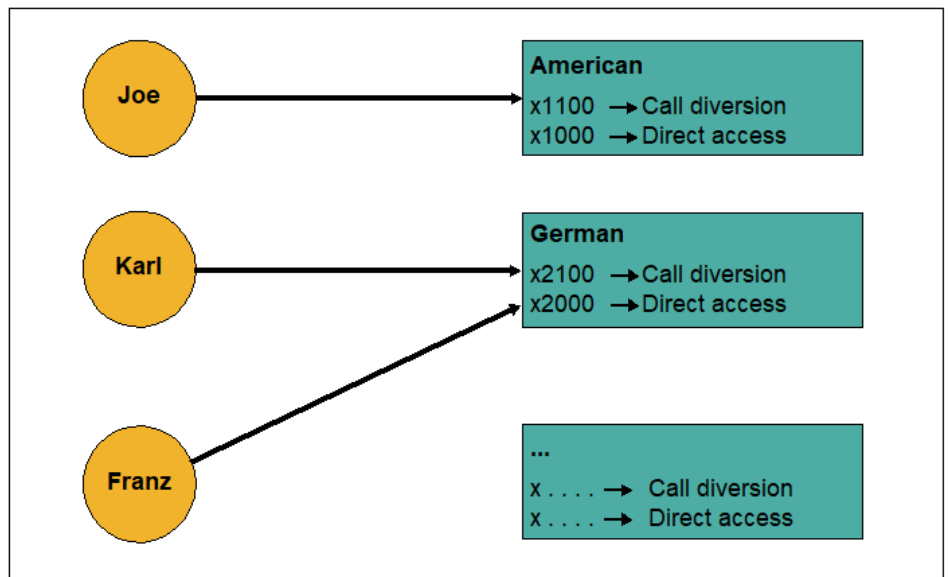 Joe
American
x1100 → Call diversion
x1000 → Direct access
Karl
German
x2100 → Call diversion
x2000 → Direct access
Franz
...
x . . . . → Call diversion
x . . . . → Direct access